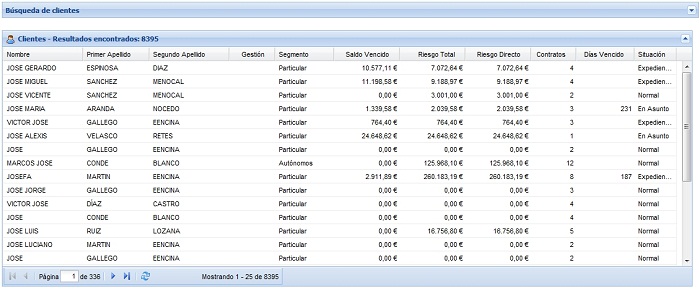 Búsqueda de clientes
Clientes - Resultados encontrados: 8395
Nombre Primer Apellido Segundo Apellido Gestión Segmento Saldo Vencido Riesgo Total Riesgo Directo Contratos Días Vencido Situación
JOSE GERARDO ESPINOSA DIAZ Particular 10.577,11 € 7.072,64 € 7.072,64 € 4 Expedien...
JOSE MIGUEL SANCHEZ MENOCAL Particular 11.198,58 € 9.188,97 € 9.188,97 € 4 Expedien...
JOSE VICENTE SANCHEZ MENOCAL Particular 0,00 € 3.001,00 € 3.001,00 € 2 Normal
JOSE MARIA ARANDA NOCEDO Particular 1.339,58 € 2.039,58 € 2.039,58 € 3 231 En Asunto
VICTOR JOSE GALLEGO EENCINA Particular 764,40 € 764,40 € 764,40 € 3 Expedien...
JOSE ALEXIS VELASCO RETES Particular 24.648,62 € 24.648,62 € 24.648,62 € 1 En Asunto
JOSE GALLEGO EENCINA Particular 0,00 € 0,00 € 0,00 € 2 Normal
MARCOS JOSE CONDE BLANCO Autónomos 0,00 € 125.968,10 € 125.968,10 € 12 Normal
JOSEFA MARTIN EENCINA Particular 2.911,89 € 260.183,19 € 260.183,19 € 8 187 Expedien...
JOSE JORGE GALLEGO EENCINA Particular 0,00 € 0,00 € 0,00 € 3 Normal
VICTOR JOSE DÍAZ CASTRO Particular 0,00 € 0,00 € 0,00 € 4 Normal
JOSE CONDE BLANCO Particular 0,00 € 0,00 € 0,00 € 4 Normal
JOSE LUIS RUIZ LOZANA Particular 0,00 € 16.756,80 € 16.756,80 € 5 Normal
JOSE LUCIANO MARTIN EENCINA Particular 0,00 € 0,00 € 0,00 € 2 Normal
JOSE GALLEGO EENCINA Particular 0,00 € 0,00 € 0,00 € 2 Normal
Página 1 de 336 Mostrando 1 - 25 de 8395